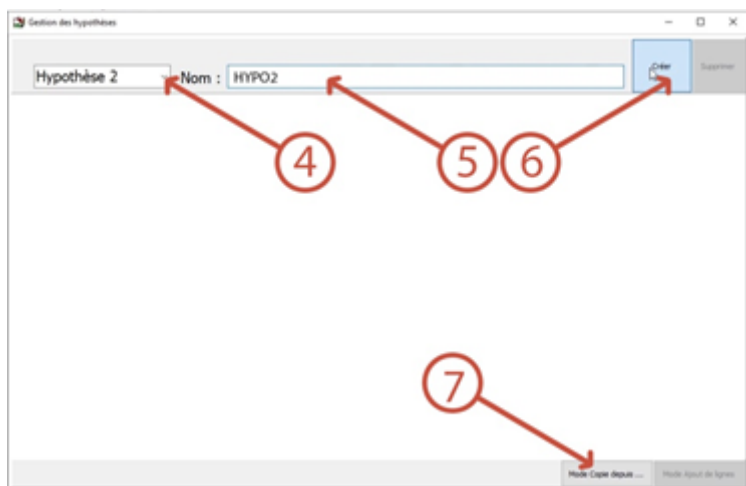 Gestion des hypothèses
Hypothèse 2 Nom : HYPO2 Créer Supprimer
4 5 6
7
Mode Copie depuis .... Mode Ajout de lignes